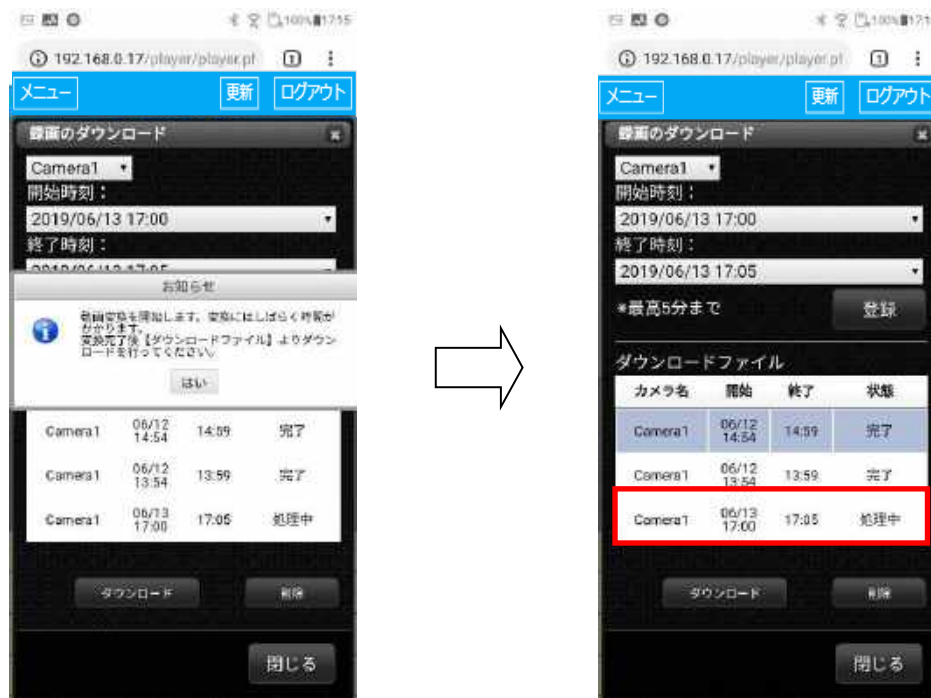 100% 17:15
192.168.0.17/player/player.pl
メニュー 更新 ログアウト
録画のダウンロード
Camera1
開始時刻：
2019/06/13 17:00
終了時刻：
お知らせ
動画変換を開始します。変換にはしばらく時間が
かかります。
変換完了後【ダウンロードファイル】よりダウン
ロードを行ってください。
はい
Camera1 06/12 14:54 14:59 完了
Camera1 06/12 13:54 13:59 完了
Camera1 06/13 17:00 17:05 処理中
ダウンロード 削除
閉じる
192.168.0.17/player/player.pl
メニュー 更新 ログアウト
録画のダウンロード
Camera1
開始時刻：
2019/06/13 17:00
終了時刻：
2019/06/13 17:05
*最高5分まで 登録
ダウンロードファイル
カメラ名 開始 終了 状態
Camera1 06/12 14:54 14:59 完了
Camera1 06/12 13:54 13:59 完了
Camera1 06/13 17:00 17:05 処理中
ダウンロード 削除
閉じる